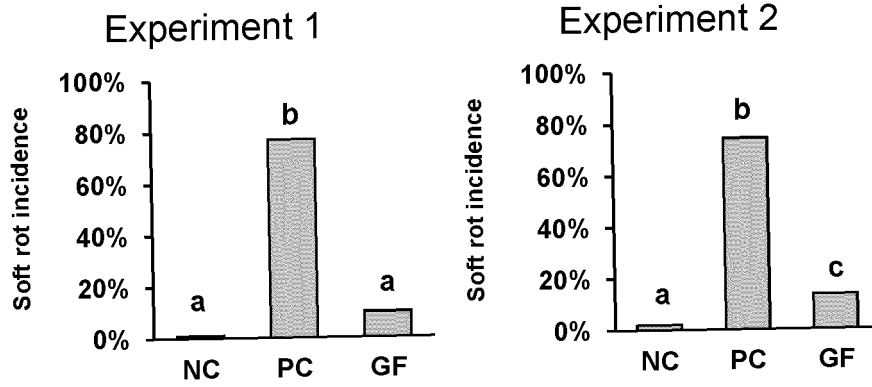 Experiment 1
Soft rot incidence
100%
80%
60%
40%
20%
0%
a
b
a
NC PC GF
Experiment 2
Soft rot incidence
100%
80%
60%
40%
20%
0%
a
b
c
NC PC GF